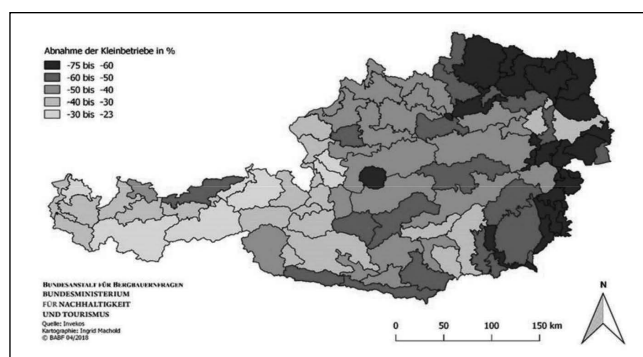 Abnahme der Kleinbetriebe in %
-75 bis -60
-60 bis -50
-50 bis -40
-40 bis -30
-30 bis -23
BUNDESANSTALT FÜR BERGBAUERNFRAGEN
BUNDESMINISTERIUM
FÜR NACHHALTIGKEIT
UND TOURISMUS
Quelle: Invekos
Kartographie: Ingrid Machold
© BABF 04/2018
0 50 100 150 km
N